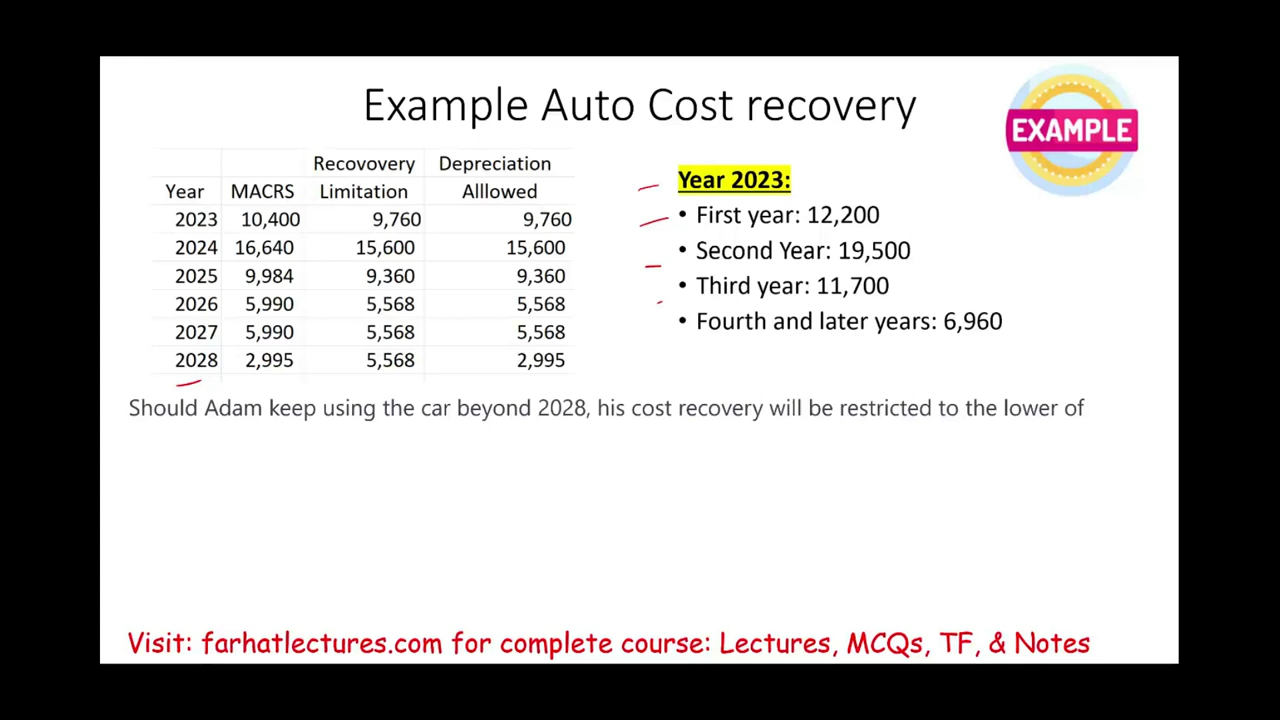 Example Auto Cost recovery
EXAMPLE
Recovovery Depreciation
Year MACRS Limitation Alllowed
2023 10,400 9,760 9,760
2024 16,640 15,600 15,600
2025 9,984 9,360 9,360
2026 5,990 5,568 5,568
2027 5,990 5,568 5,568
2028 2,995 5,568 2,995
Year 2023:
• First year: 12,200
• Second Year: 19,500
• Third year: 11,700
• Fourth and later years: 6,960
Should Adam keep using the car beyond 2028, his cost recovery will be restricted to the lower of
Visit: farhatlectures.com for complete course: Lectures, MCQs, TF, & Notes